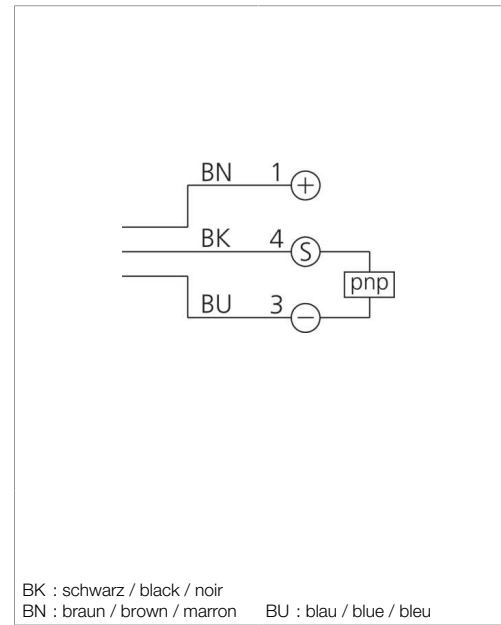 BN 1 +
BK 4 S
pnp
BU 3 −
BK : schwarz / black / noir
BN : braun / brown / marron BU : blau / blue / bleu